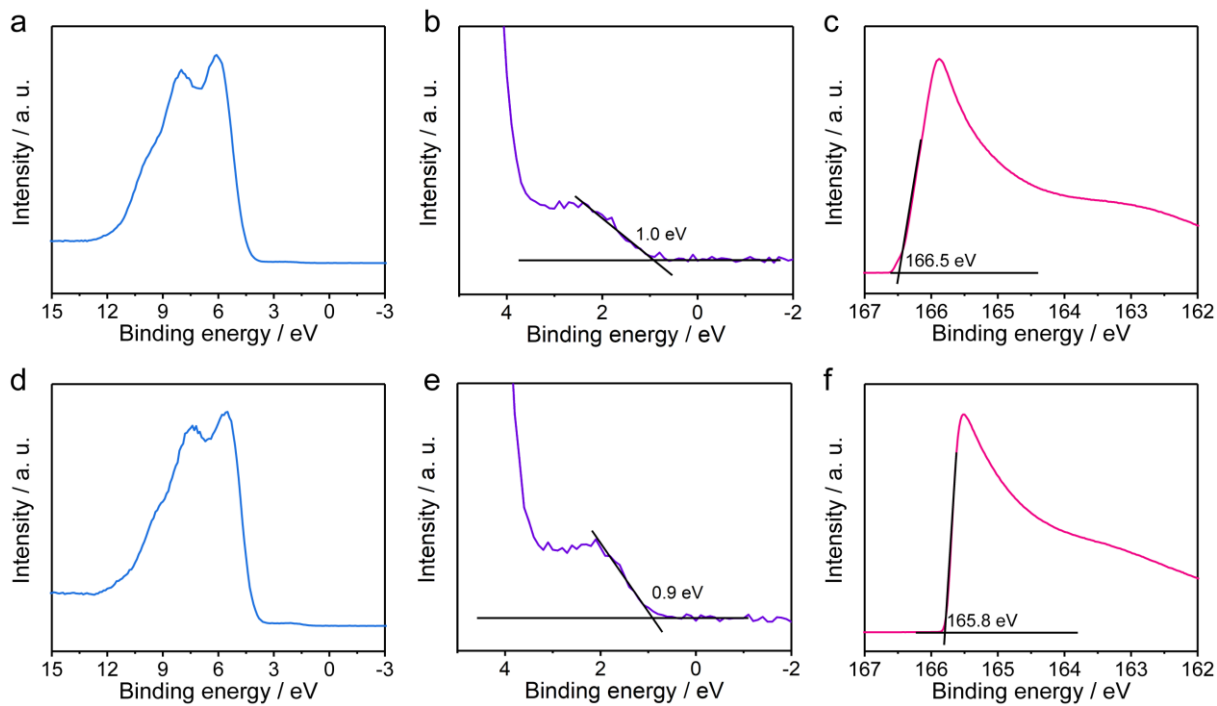 a
b
c
Intensity / a. u.
Intensity / a. u.
Intensity / a. u.
1.0 eV
166.5 eV
15 12 9 6 3 0 -3
4 2 0 -2
167 166 165 164 163 162
Binding energy / eV
Binding energy / eV
Binding energy / eV
d
e
f
Intensity / a. u.
Intensity / a. u.
Intensity / a. u.
0.9 eV
165.8 eV
15 12 9 6 3 0 -3
4 2 0 -2
167 166 165 164 163 162
Binding energy / eV
Binding energy / eV
Binding energy / eV